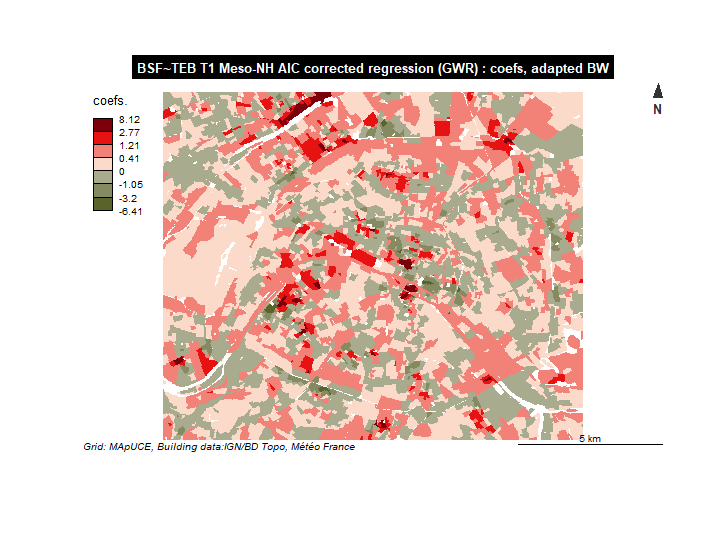 BSF~TEB T1 Meso-NH AIC corrected regression (GWR) : coefs, adapted BW
N
coefs.
8.12
2.77
1.21
0.41
0
-1.05
-3.2
-6.41
5 km
Grid: MApUCE, Building data:IGN/BD Topo, Météo France